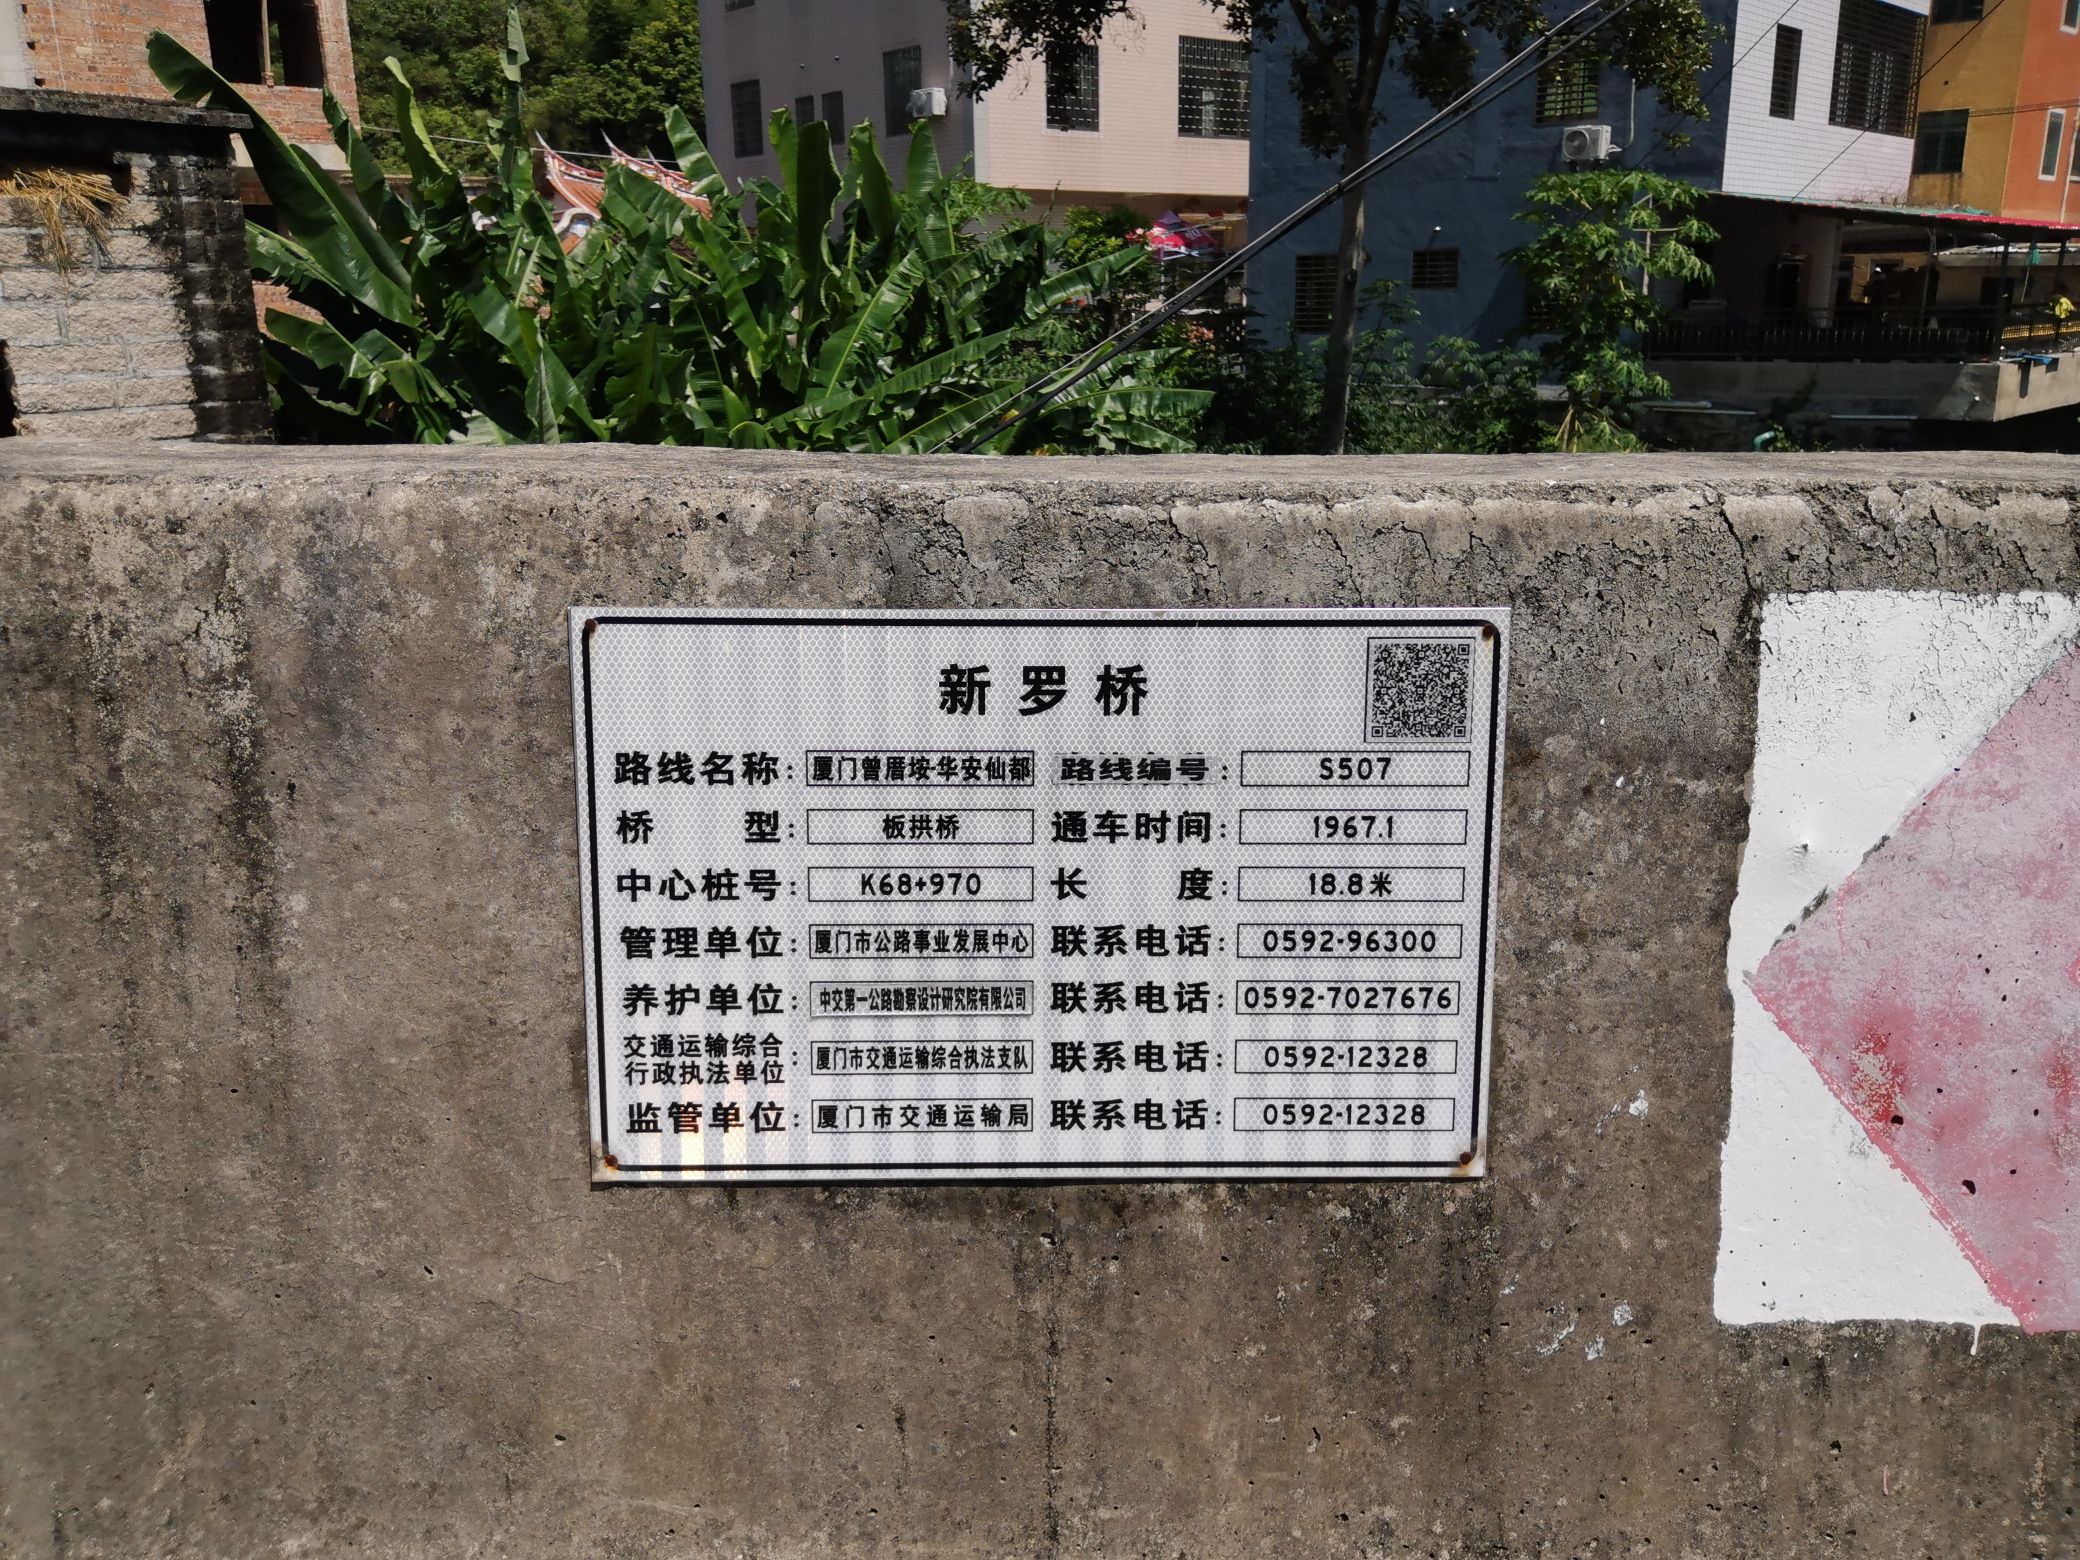 新罗桥
路线名称：厦门曾厝垵-华安仙都 路线编号：S507
桥型：板拱桥 通车时间：1967.1
中心桩号：K68+970 长度：18.8米
管理单位：厦门市公路事业发展中心 联系电话：0592-96300
养护单位：中交第一公路勘察设计研究院有限公司 联系电话：0592-7027676
交通运输综合行政执法单位：厦门市交通运输综合执法支队 联系电话：0592-12328
监管单位：厦门市交通运输局 联系电话：0592-12328